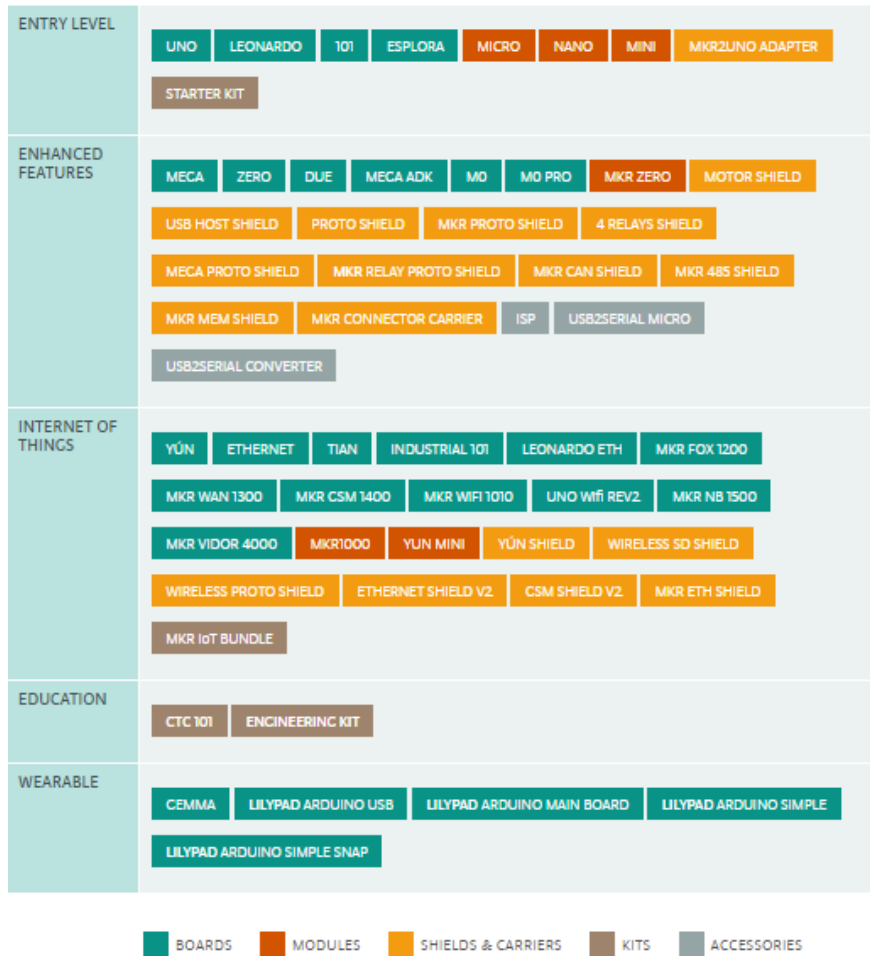 ENTRY LEVEL
UNO LEONARDO 101 ESPLORA MICRO NANO MINI MKR2UNO ADAPTER
STARTER KIT
ENHANCED
FEATURES
MEGA ZERO DUE MEGA ADK M0 M0 PRO MKR ZERO MOTOR SHIELD
USB HOST SHIELD PROTO SHIELD MKR PROTO SHIELD 4 RELAYS SHIELD
MEGA PROTO SHIELD MKR RELAY PROTO SHIELD MKR CAN SHIELD MKR 485 SHIELD
MKR MEM SHIELD MKR CONNECTOR CARRIER ISP USB2SERIAL MICRO
USB2SERIAL CONVERTER
INTERNET OF
THINGS
YÚN ETHERNET TIAN INDUSTRIAL 101 LEONARDO ETH MKR FOX 1200
MKR WAN 1300 MKR GSM 1400 MKR WIFI 1010 UNO Wifi REV2 MKR NB 1500
MKR VIDOR 4000 MKR1000 YUN MINI YÚN SHIELD WIRELESS SD SHIELD
WIRELESS PROTO SHIELD ETHERNET SHIELD V2 GSM SHIELD V2 MKR ETH SHIELD
MKR IoT BUNDLE
EDUCATION
CTC 101 ENGINEERING KIT
WEARABLE
GEMMA LILYPAD ARDUINO USB LILYPAD ARDUINO MAIN BOARD LILYPAD ARDUINO SIMPLE
LILYPAD ARDUINO SIMPLE SNAP
BOARDS MODULES SHIELDS & CARRIERS KITS ACCESSORIES